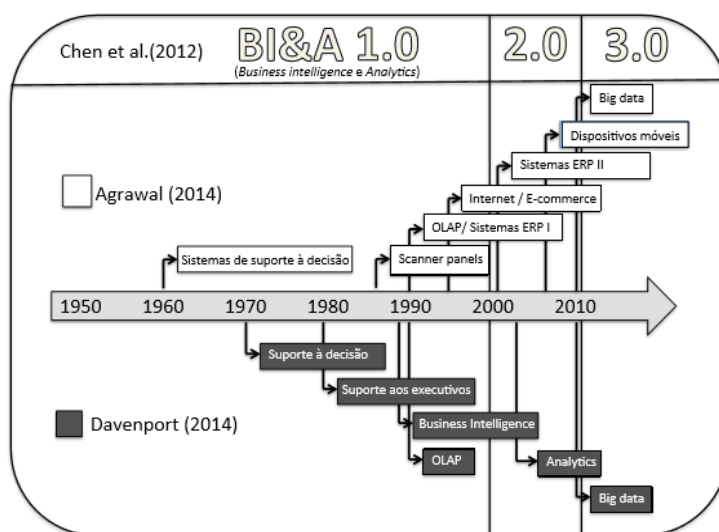 Chen et al.(2012)
BI&A 1.0
2.0
3.0
(Business intelligence e Analytics)
Big data
Dispositivos móveis
Sistemas ERP II
Agrawal (2014)
Internet / E-commerce
OLAP/ Sistemas ERP I
Sistemas de suporte à decisão
Scanner panels
1950 1960 1970 1980 1990 2000 2010
Suporte à decisão
Suporte aos executivos
Davenport (2014)
Business Intelligence
OLAP
Analytics
Big data